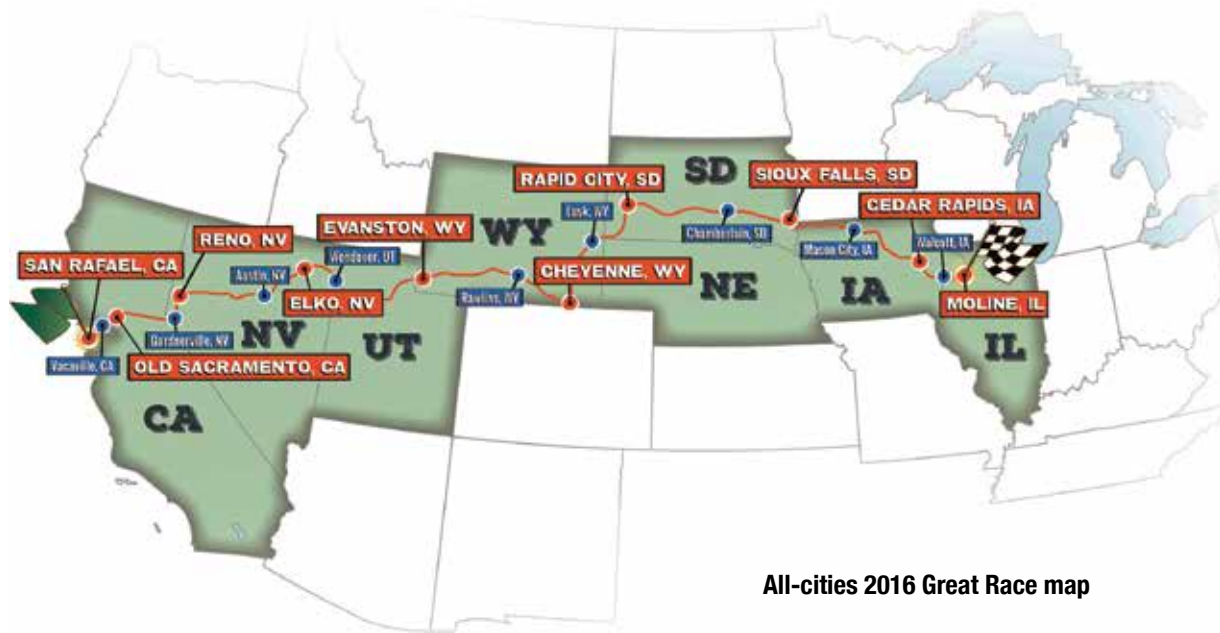 SAN RAFAEL, CA
Vacaville, CA
OLD SACRAMENTO, CA
Gardnerville, NV
RENO, NV
Austin, NV
ELKO, NV
Wendover, UT
EVANSTON, WY
Rawlins, WY
CHEYENNE, WY
Lusk, WY
RAPID CITY, SD
Chamberlain, SD
SIOUX FALLS, SD
Mason City, IA
CEDAR RAPIDS, IA
Walcott, IA
MOLINE, IL
CA
NV
UT
WY
SD
NE
IA
IL
All-cities 2016 Great Race map